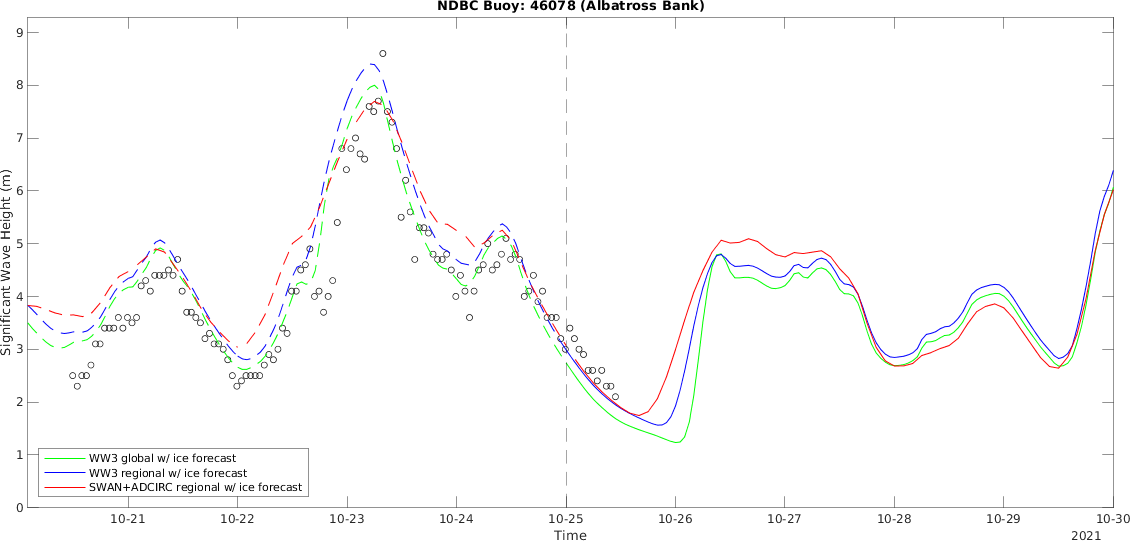 NDBC Buoy: 46078 (Albatross Bank)
Significant Wave Height (m)
9
8
7
6
5
4
3
2
1
0
WW3 global w/ ice forecast
WW3 regional w/ ice forecast
SWAN+ADCIRC regional w/ ice forecast
10-21 10-22 10-23 10-24 10-25 10-26 10-27 10-28 10-29 10-30
Time
2021